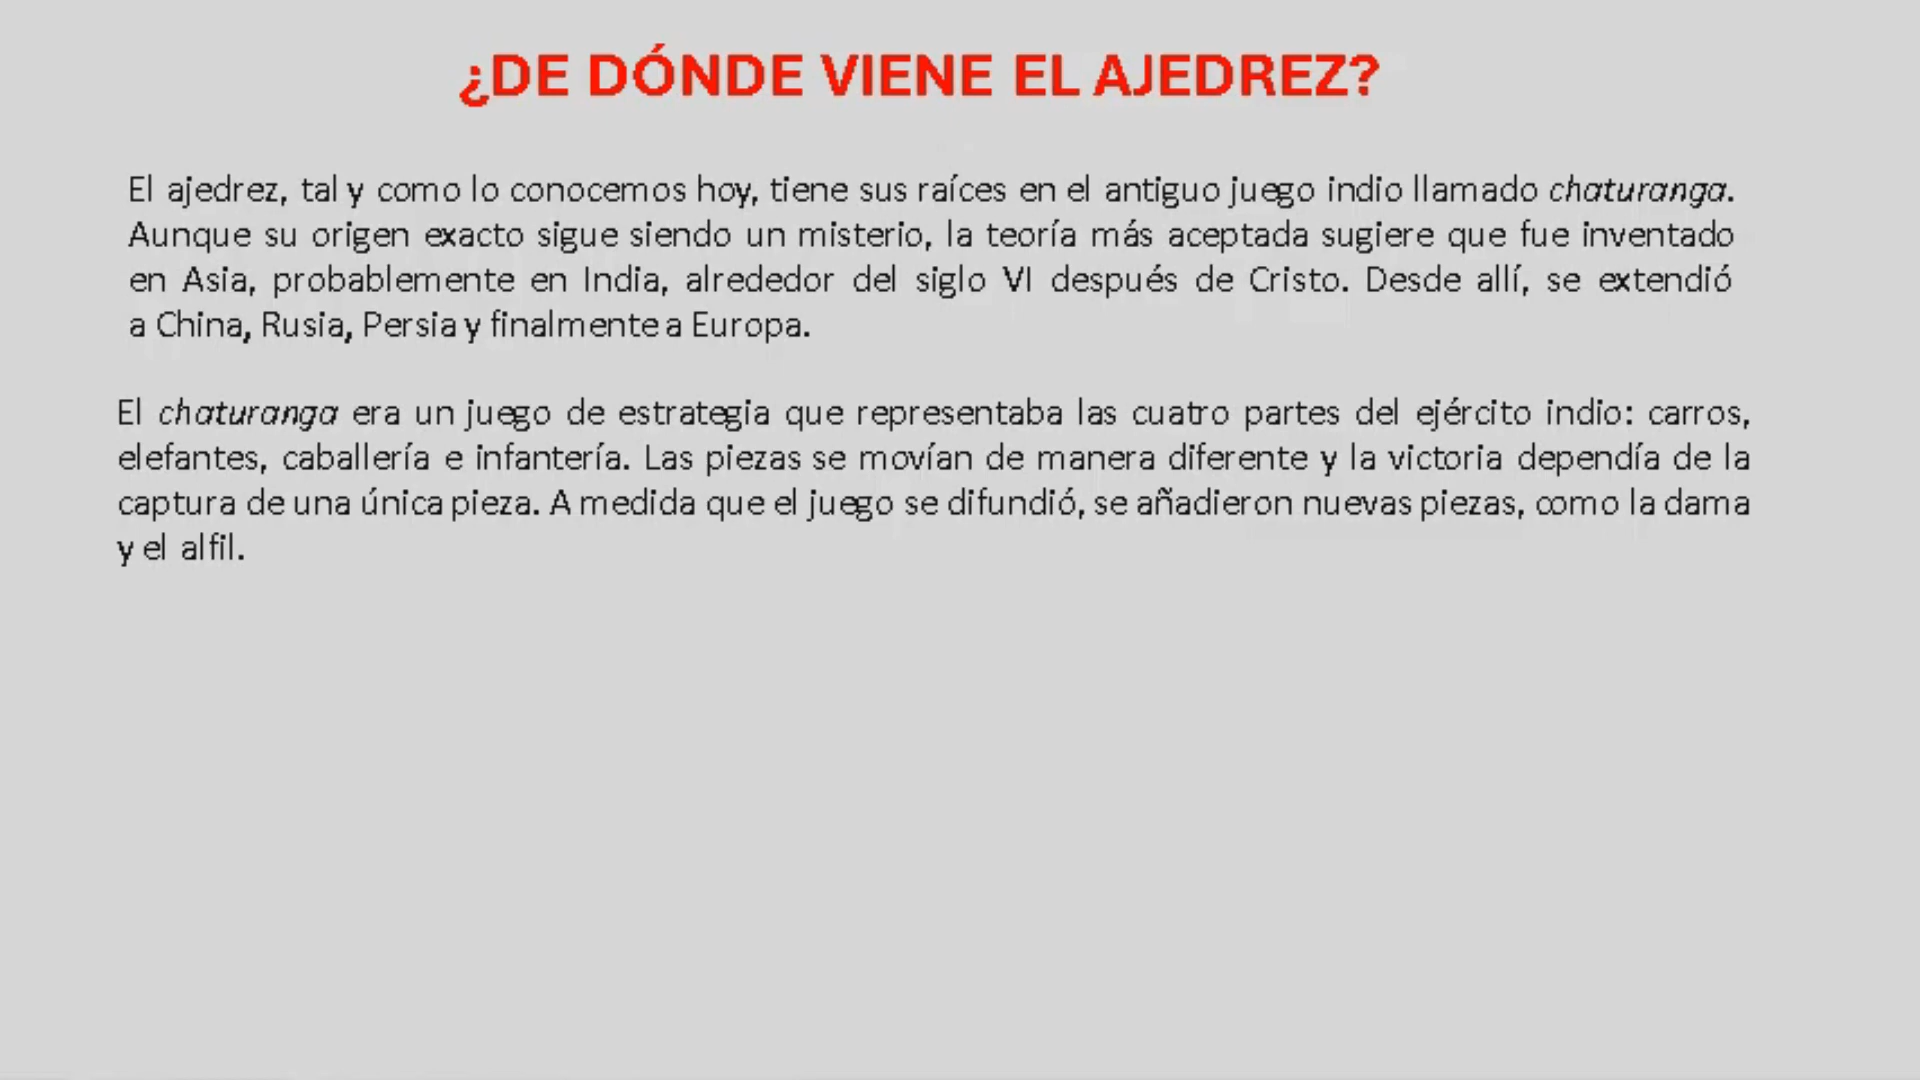 ¿DE DÓNDE VIENE EL AJEDREZ?
El ajedrez, tal y como lo conocemos hoy, tiene sus raíces en el antiguo juego indio llamado chaturanga.
Aunque su origen exacto sigue siendo un misterio, la teoría más aceptada sugiere que fue inventado
en Asia, probablemente en India, alrededor del siglo VI después de Cristo. Desde allí, se extendió
a China, Rusia, Persia y finalmente a Europa.
El chaturanga era un juego de estrategia que representaba las cuatro partes del ejército indio: carros,
elefantes, caballería e infantería. Las piezas se movían de manera diferente y la victoria dependía de la
captura de una única pieza. A medida que el juego se difundió, se añadieron nuevas piezas, como la dama
y el alfil.